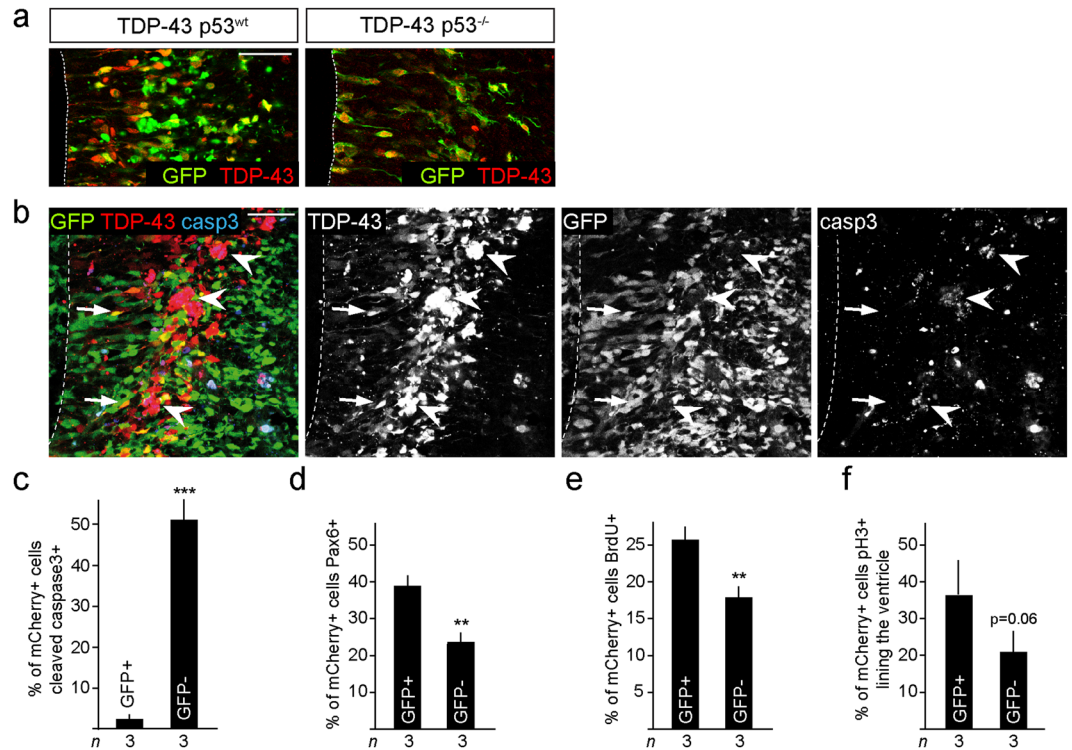 a
TDP-43 p53wt
TDP-43 p53-/-
GFP TDP-43
GFP TDP-43
b
GFP TDP-43 casp3
TDP-43
GFP
casp3
c
% of mCherry+ cells
cleaved caspase3+
50
40
30
20
10
GFP+
GFP-
***
n 3 3
d
% of mCherry+ cells Pax6+
50
40
30
20
10
GFP+
GFP-
**
n 3 3
e
% of mCherry+ cells BrdU+
25
20
15
10
5
GFP+
GFP-
**
n 3 3
f
% of mCherry+ cells pH3+
lining the ventricle
50
40
30
20
10
GFP+
GFP-
p=0.06
n 3 3